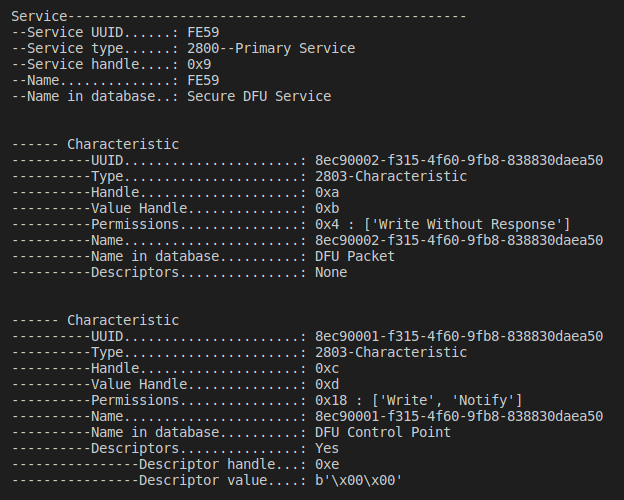 Service--------------------------------------------------
--Service UUID......: FE59
--Service type......: 2800--Primary Service
--Service handle....: 0x9
--Name..............: FE59
--Name in database..: Secure DFU Service
------ Characteristic
----------UUID......................: 8ec90002-f315-4f60-9fb8-838830daea50
----------Type......................: 2803-Characteristic
----------Handle....................: 0xa
----------Value Handle..............: 0xb
----------Permissions...............: 0x4 : ['Write Without Response']
----------Name......................: 8ec90002-f315-4f60-9fb8-838830daea50
----------Name in database..........: DFU Packet
----------Descriptors...............: None
------ Characteristic
----------UUID......................: 8ec90001-f315-4f60-9fb8-838830daea50
----------Type......................: 2803-Characteristic
----------Handle....................: 0xc
----------Value Handle..............: 0xd
----------Permissions...............: 0x18 : ['Write', 'Notify']
----------Name......................: 8ec90001-f315-4f60-9fb8-838830daea50
----------Name in database..........: DFU Control Point
----------Descriptors...............: Yes
----------------Descriptor handle...: 0xe
----------------Descriptor value....: b'\x00\x00'